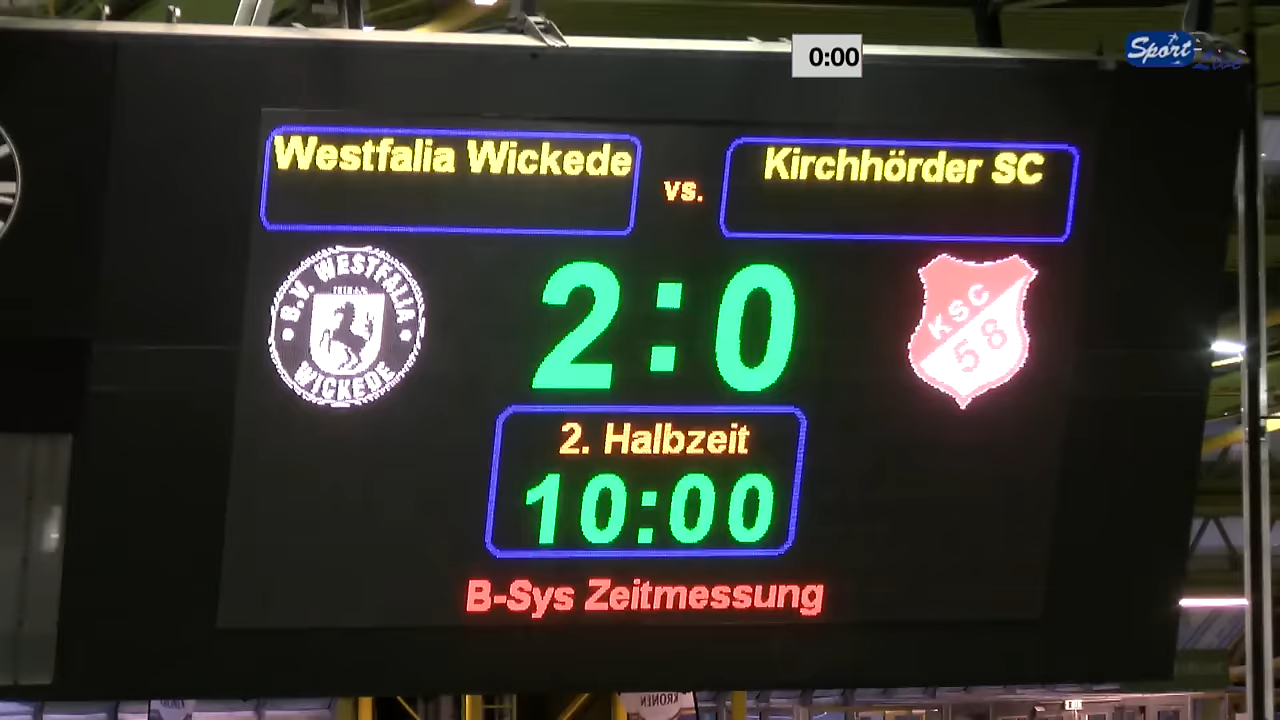 0:00
Sport
Westfalia Wickede
vs.
Kirchhörder SC
B.V. WESTFALIA
WICKEDE
2:0
KSC
58
2. Halbzeit
10:00
B-Sys Zeitmessung
KRONEN